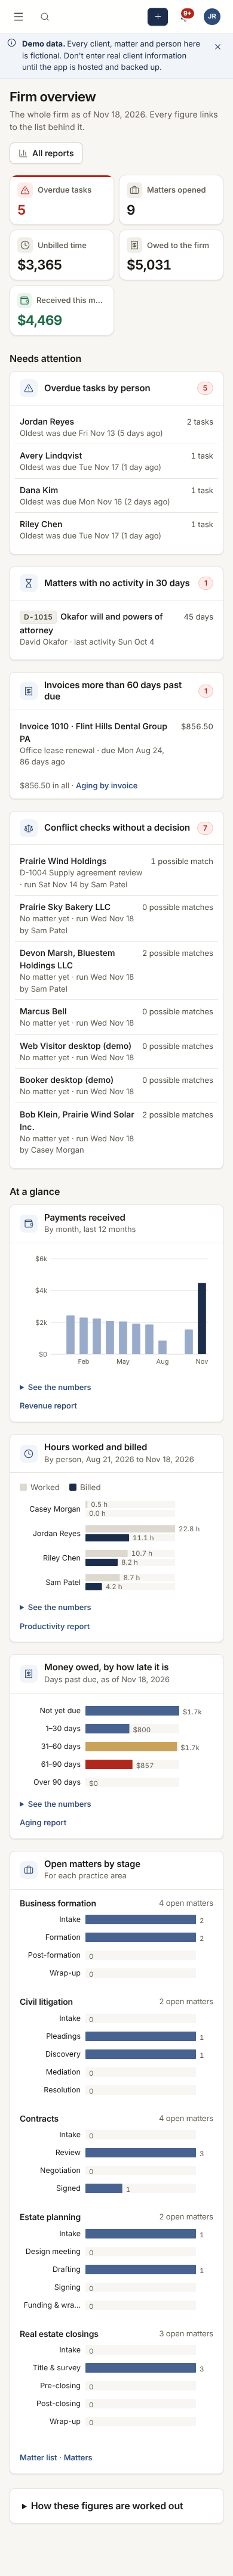 9+
JR
Demo data. Every client, matter and person here
is fictional. Don't enter real client information
until the app is hosted and backed up.
Firm overview
The whole firm as of Nov 18, 2026. Every figure links
to the list behind it.
All reports
Overdue tasks
5
Matters opened
9
Unbilled time
$3,365
Owed to the firm
$5,031
Received this m...
$4,469
Needs attention
Overdue tasks by person
5
Jordan Reyes
2 tasks
Oldest was due Fri Nov 13 (5 days ago)
Avery Lindqvist
1 task
Oldest was due Tue Nov 17 (1 day ago)
Dana Kim
1 task
Oldest was due Mon Nov 16 (2 days ago)
Riley Chen
1 task
Oldest was due Tue Nov 17 (1 day ago)
Matters with no activity in 30 days
1
D-1015 Okafor will and powers of
attorney
45 days
David Okafor · last activity Sun Oct 4
Invoices more than 60 days past
due
1
Invoice 1010 · Flint Hills Dental Group
PA
$856.50
Office lease renewal · due Mon Aug 24,
86 days ago
$856.50 in all · Aging by invoice
Conflict checks without a decision
7
Prairie Wind Holdings
1 possible match
D-1004 Supply agreement review
· run Sat Nov 14 by Sam Patel
Prairie Sky Bakery LLC
0 possible matches
No matter yet · run Wed Nov 18
by Sam Patel
Devon Marsh, Bluestem
Holdings LLC
2 possible matches
No matter yet · run Wed Nov 18
by Sam Patel
Marcus Bell
0 possible matches
No matter yet · run Wed Nov 18
Web Visitor desktop (demo)
0 possible matches
No matter yet · run Wed Nov 18
Booker desktop (demo)
0 possible matches
No matter yet · run Wed Nov 18
Bob Klein, Prairie Wind Solar
Inc.
2 possible matches
No matter yet · run Wed Nov 18
by Casey Morgan
At a glance
Payments received
By month, last 12 months
$6k
$4k
$2k
$0
Feb
May
Aug
Nov
See the numbers
Revenue report
Hours worked and billed
By person, Aug 21, 2026 to Nov 18, 2026
Worked
Billed
Casey Morgan
0.5 h
0.0 h
Jordan Reyes
22.8 h
11.1 h
Riley Chen
10.7 h
8.2 h
Sam Patel
8.7 h
4.2 h
See the numbers
Productivity report
Money owed, by how late it is
Days past due, as of Nov 18, 2026
Not yet due
$1.7k
1–30 days
$800
31–60 days
$1.7k
61–90 days
$857
Over 90 days
$0
See the numbers
Aging report
Open matters by stage
For each practice area
Business formation
4 open matters
Intake
2
Formation
2
Post-formation
0
Wrap-up
0
Civil litigation
2 open matters
Intake
0
Pleadings
1
Discovery
1
Mediation
0
Resolution
0
Contracts
4 open matters
Intake
0
Review
3
Negotiation
0
Signed
1
Estate planning
2 open matters
Intake
1
Design meeting
0
Drafting
1
Signing
0
Funding & wra...
0
Real estate closings
3 open matters
Intake
0
Title & survey
3
Pre-closing
0
Post-closing
0
Wrap-up
0
Matter list · Matters
How these figures are worked out